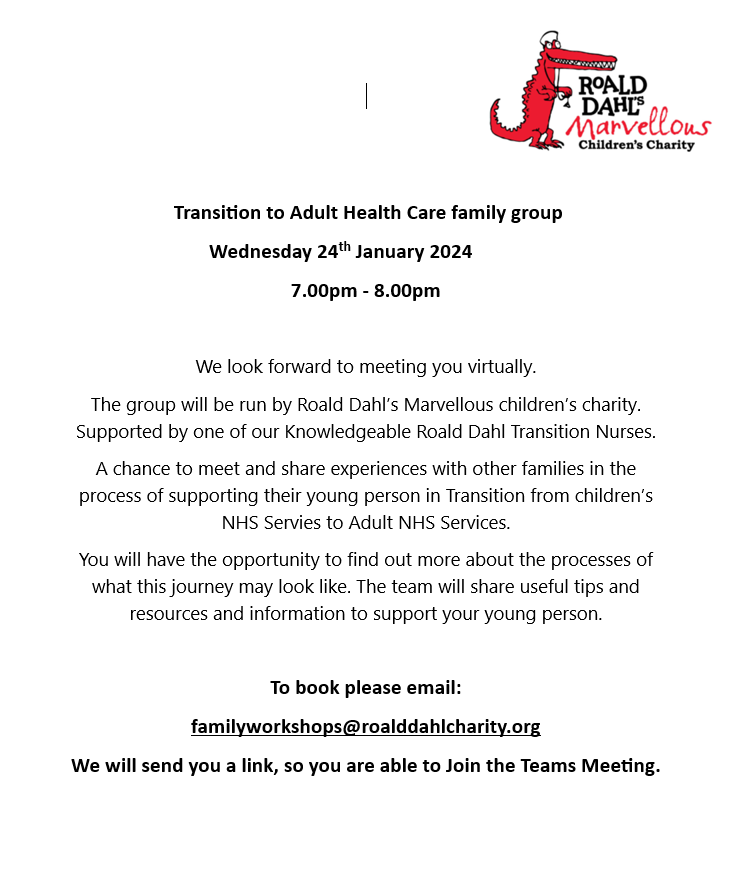 ROALD
DAHL'S
Marvellous
Children's Charity
Transition to Adult Health Care family group
Wednesday 24th January 2024
7.00pm - 8.00pm
We look forward to meeting you virtually.
The group will be run by Roald Dahl's Marvellous children's charity.
Supported by one of our Knowledgeable Roald Dahl Transition Nurses.
A chance to meet and share experiences with other families in the
process of supporting their young person in Transition from children's
NHS Servies to Adult NHS Services.
You will have the opportunity to find out more about the processes of
what this journey may look like. The team will share useful tips and
resources and information to support your young person.
To book please email:
familyworkshops@roalddahlcharity.org
We will send you a link, so you are able to Join the Teams Meeting.